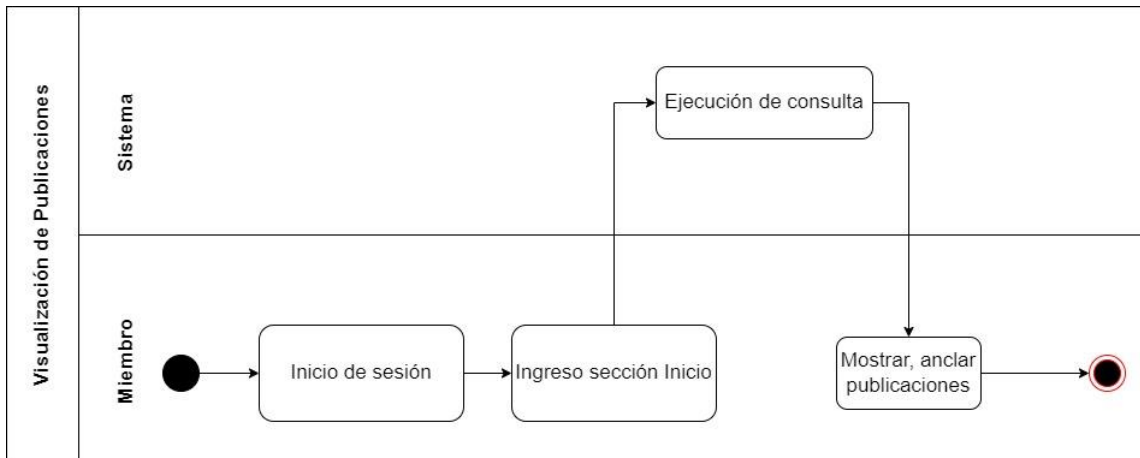 Visualización de Publicaciones
Sistema
Ejecución de consulta
Miembro
Inicio de sesión
Ingreso sección Inicio
Mostrar, anclar
publicaciones